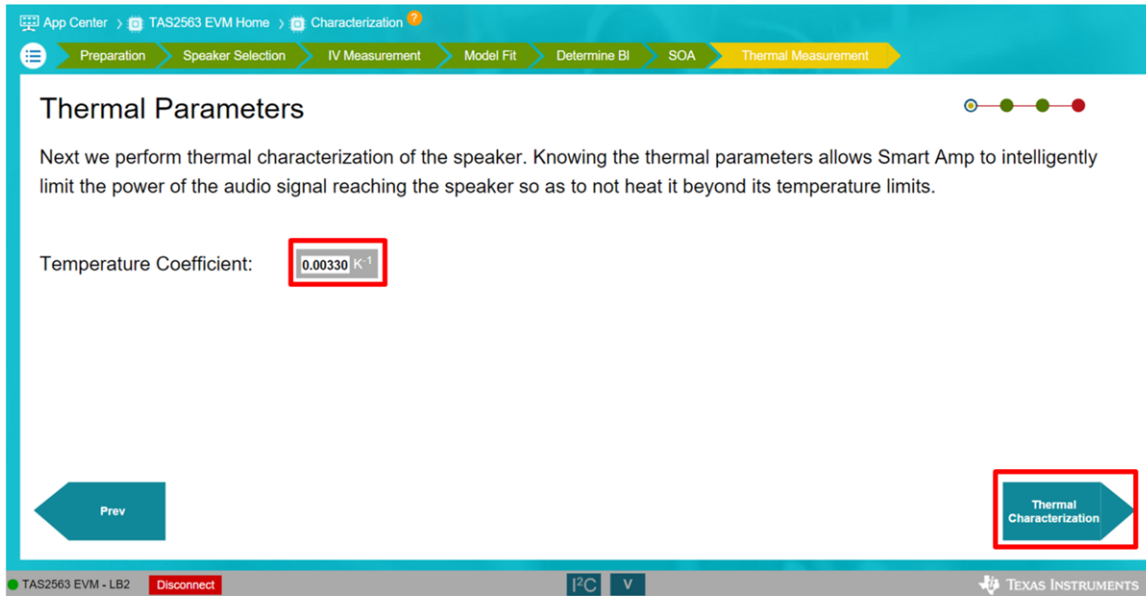 App Center > TAS2563 EVM Home > Characterization ?
Preparation Speaker Selection IV Measurement Model Fit Determine Bl SOA Thermal Measurement
Thermal Parameters
Next we perform thermal characterization of the speaker. Knowing the thermal parameters allows Smart Amp to intelligently
limit the power of the audio signal reaching the speaker so as to not heat it beyond its temperature limits.
Temperature Coefficient: 0.00330 K⁻¹
Prev
Thermal
Characterization
TAS2563 EVM - LB2 Disconnect I²C V TEXAS INSTRUMENTS